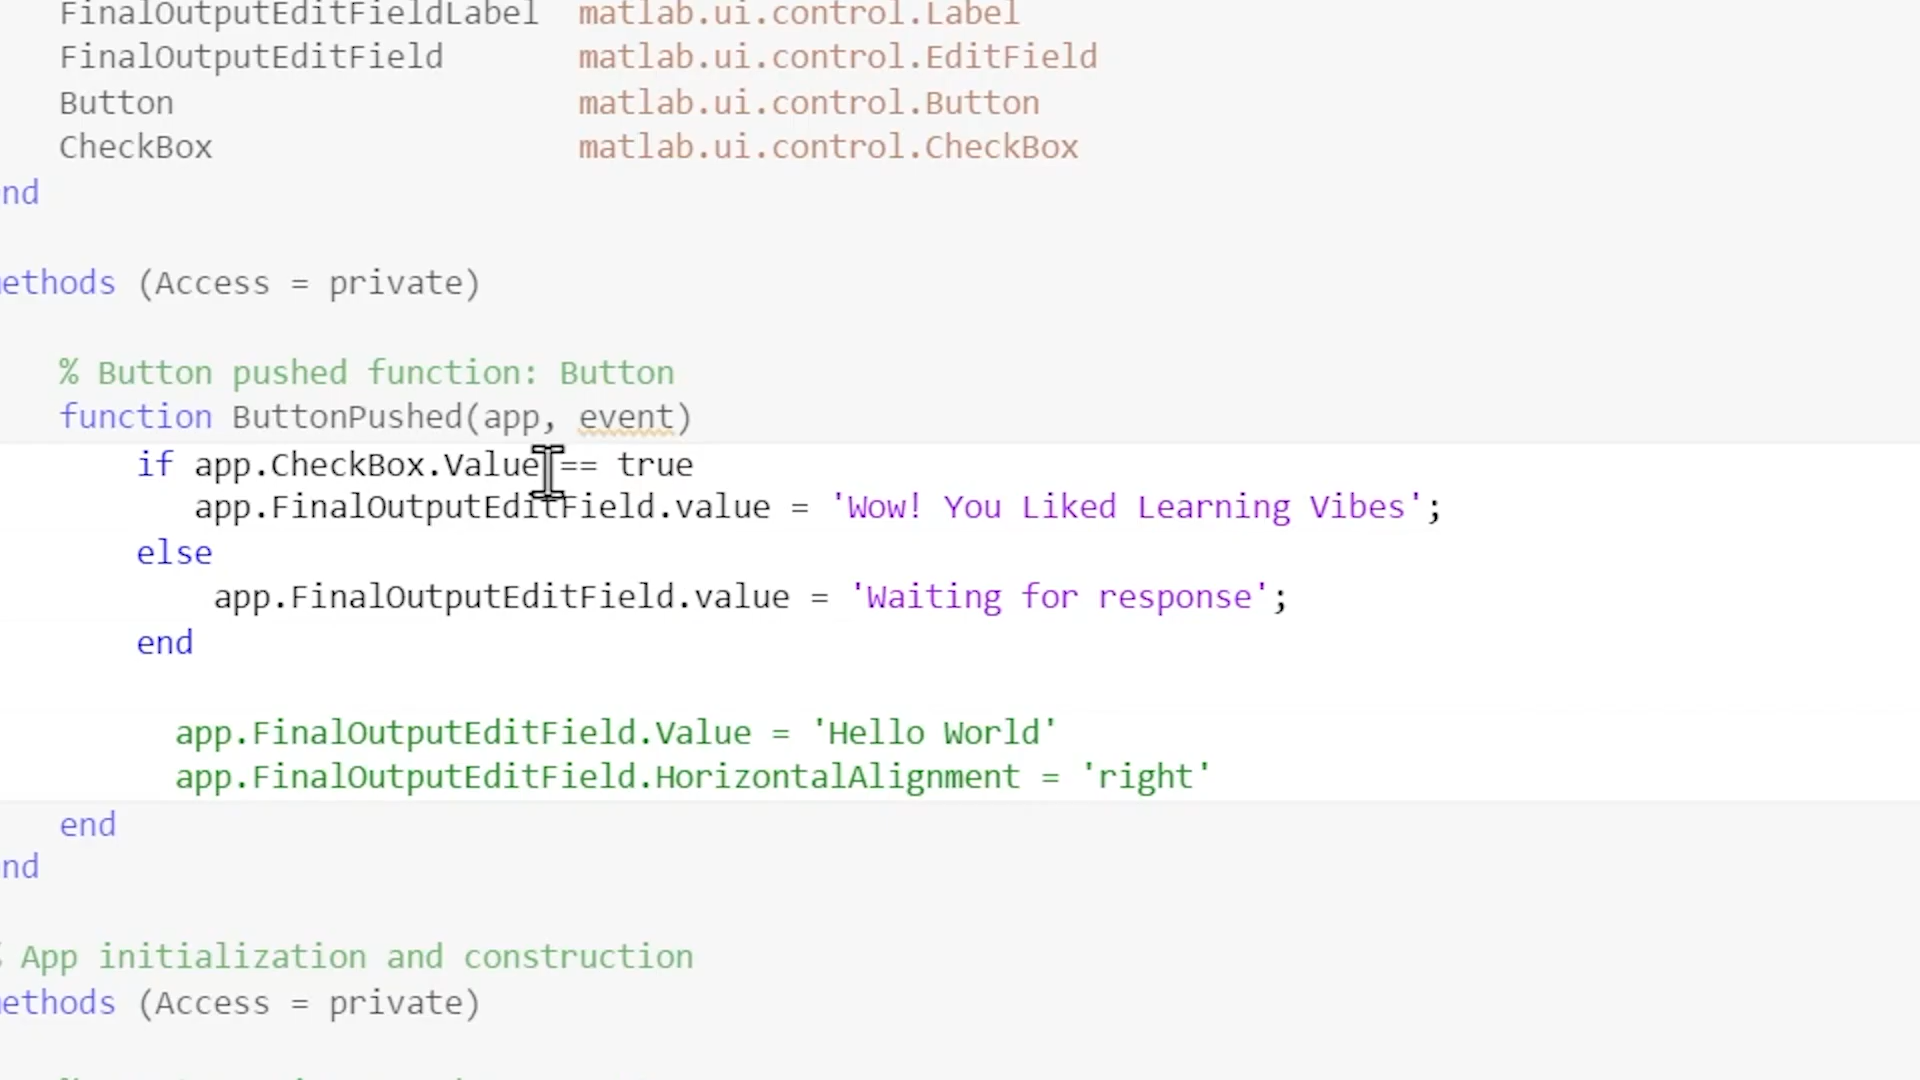 FinalOutputEditFieldLabel matlab.ui.control.Label
FinalOutputEditField matlab.ui.control.EditField
Button matlab.ui.control.Button
CheckBox matlab.ui.control.CheckBox
nd
ethods (Access = private)
% Button pushed function: Button
function ButtonPushed(app, event)
if app.CheckBox.Value == true
app.FinalOutputEditField.value = 'Wow! You Liked Learning Vibes';
else
app.FinalOutputEditField.value = 'Waiting for response';
end
app.FinalOutputEditField.Value = 'Hello World'
app.FinalOutputEditField.HorizontalAlignment = 'right'
end
nd
% App initialization and construction
ethods (Access = private)